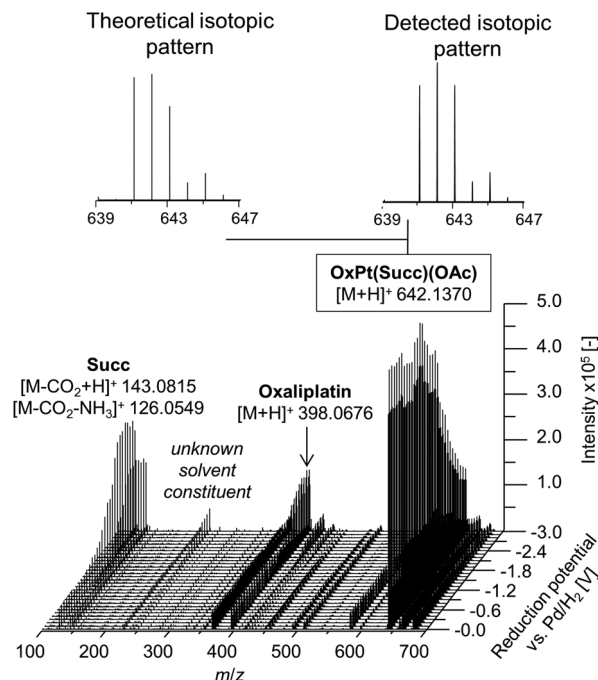 Theoretical isotopic
pattern
Detected isotopic
pattern
639 643 647
639 643 647
OxPt(Succ)(OAc)
[M+H]⁺ 642.1370
Succ
[M-CO₂+H]⁺ 143.0815
[M-CO₂-NH₃]⁺ 126.0549
unknown
solvent
constituent
Oxaliplatin
[M+H]⁺ 398.0676
5.0
4.0
3.0
2.0
1.0
Intensity x10⁵ [-]
-3.0
-2.4
-1.8
-1.2
-0.6
-0.0
Reduction potential
vs. Pd/H₂ [V]
100 200 300 400 500 600 700
m/z